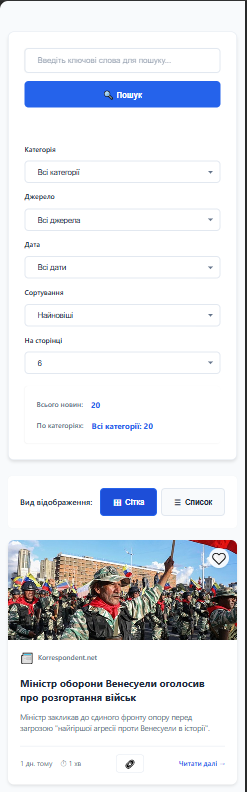 Введіть ключові слова для пошуку...
🔍 Пошук
Категорія
Всі категорії
Джерело
Всі джерела
Дата
Всі дати
Сортування
Найновіші
На сторінці
6
Всього новин: 20
По категоріях: Всі категорії: 20
Вид відображення: Сітка Список
Korrespondent.net
Міністр оборони Венесуели оголосив
про розгортання військ
Міністр закликав до єдиного фронту опору перед
загрозою "найгіршої агресії проти Венесуели в історії".
1 дн. тому 1 хв Читати далі →